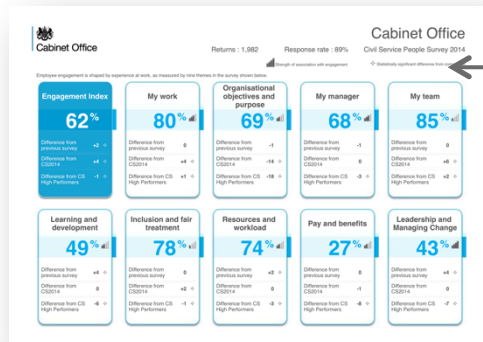 Cabinet Office
Cabinet Office
Returns : 1,982 Response rate : 89% Civil Service People Survey 2014
Strength of association with engagement
Statistically significant difference from
Employee engagement is shaped by experience at work, as measured by nine themes in the survey shown below.
Engagement Index
62%
Difference from previous survey +2
Difference from CS2014 +4
Difference from CS High Performers -1
My work
80%
Difference from previous survey 0
Difference from CS2014 +4
Difference from CS High Performers +1
Organisational objectives and purpose
69%
Difference from previous survey -1
Difference from CS2014 -14
Difference from CS High Performers -18
My manager
68%
Difference from previous survey -1
Difference from CS2014 0
Difference from CS High Performers -3
My team
85%
Difference from previous survey 0
Difference from CS2014 +6
Difference from CS High Performers +2
Learning and development
49%
Difference from previous survey +4
Difference from CS2014 0
Difference from CS High Performers -6
Inclusion and fair treatment
78%
Difference from previous survey 0
Difference from CS2014 +2
Difference from CS High Performers -1
Resources and workload
74%
Difference from previous survey +2
Difference from CS2014 0
Difference from CS High Performers -3
Pay and benefits
27%
Difference from previous survey 0
Difference from CS2014 -1
Difference from CS High Performers -6
Leadership and Managing Change
43%
Difference from previous survey +4
Difference from CS2014 0
Difference from CS High Performers -7